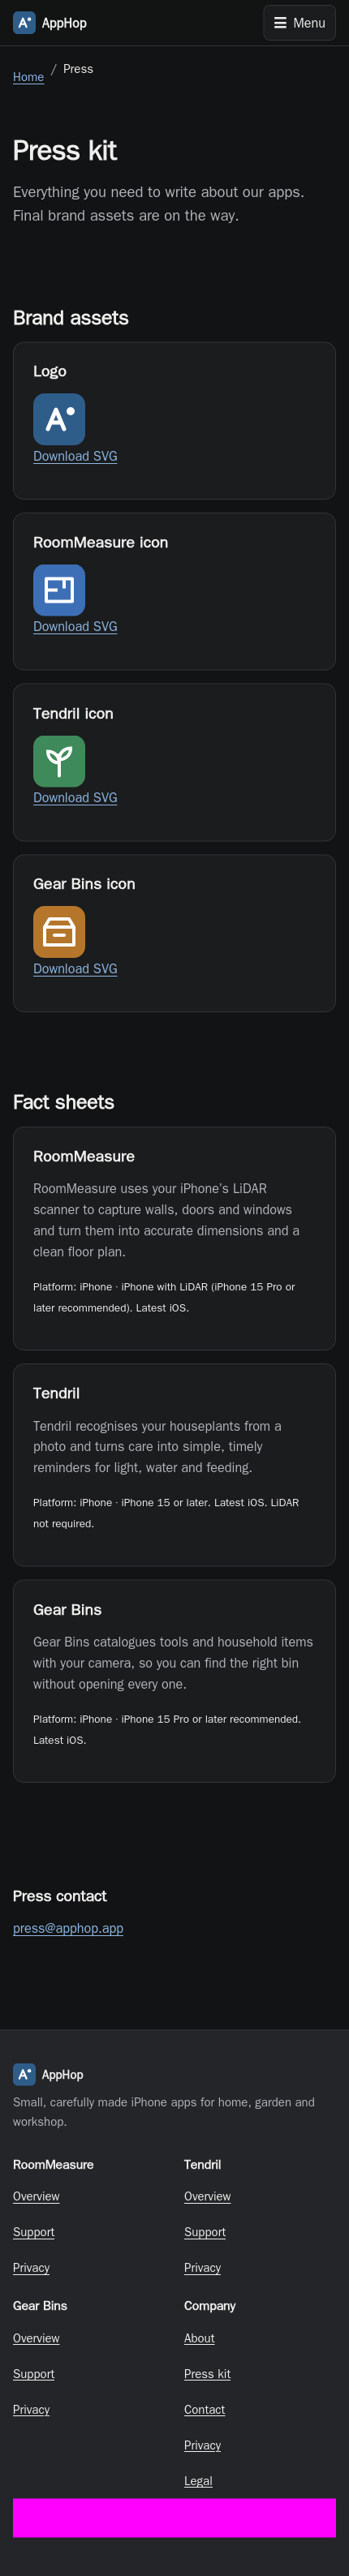 AppHop
Menu
Home / Press
Press kit
Everything you need to write about our apps.
Final brand assets are on the way.
Brand assets
Logo
Download SVG
RoomMeasure icon
Download SVG
Tendril icon
Download SVG
Gear Bins icon
Download SVG
Fact sheets
RoomMeasure
RoomMeasure uses your iPhone's LiDAR
scanner to capture walls, doors and windows
and turn them into accurate dimensions and a
clean floor plan.
Platform: iPhone · iPhone with LiDAR (iPhone 15 Pro or
later recommended). Latest iOS.
Tendril
Tendril recognises your houseplants from a
photo and turns care into simple, timely
reminders for light, water and feeding.
Platform: iPhone · iPhone 15 or later. Latest iOS. LiDAR
not required.
Gear Bins
Gear Bins catalogues tools and household items
with your camera, so you can find the right bin
without opening every one.
Platform: iPhone · iPhone 15 Pro or later recommended.
Latest iOS.
Press contact
press@apphop.app
AppHop
Small, carefully made iPhone apps for home, garden and
workshop.
RoomMeasure
Overview
Support
Privacy
Tendril
Overview
Support
Privacy
Gear Bins
Overview
Support
Privacy
Company
About
Press kit
Contact
Privacy
Legal